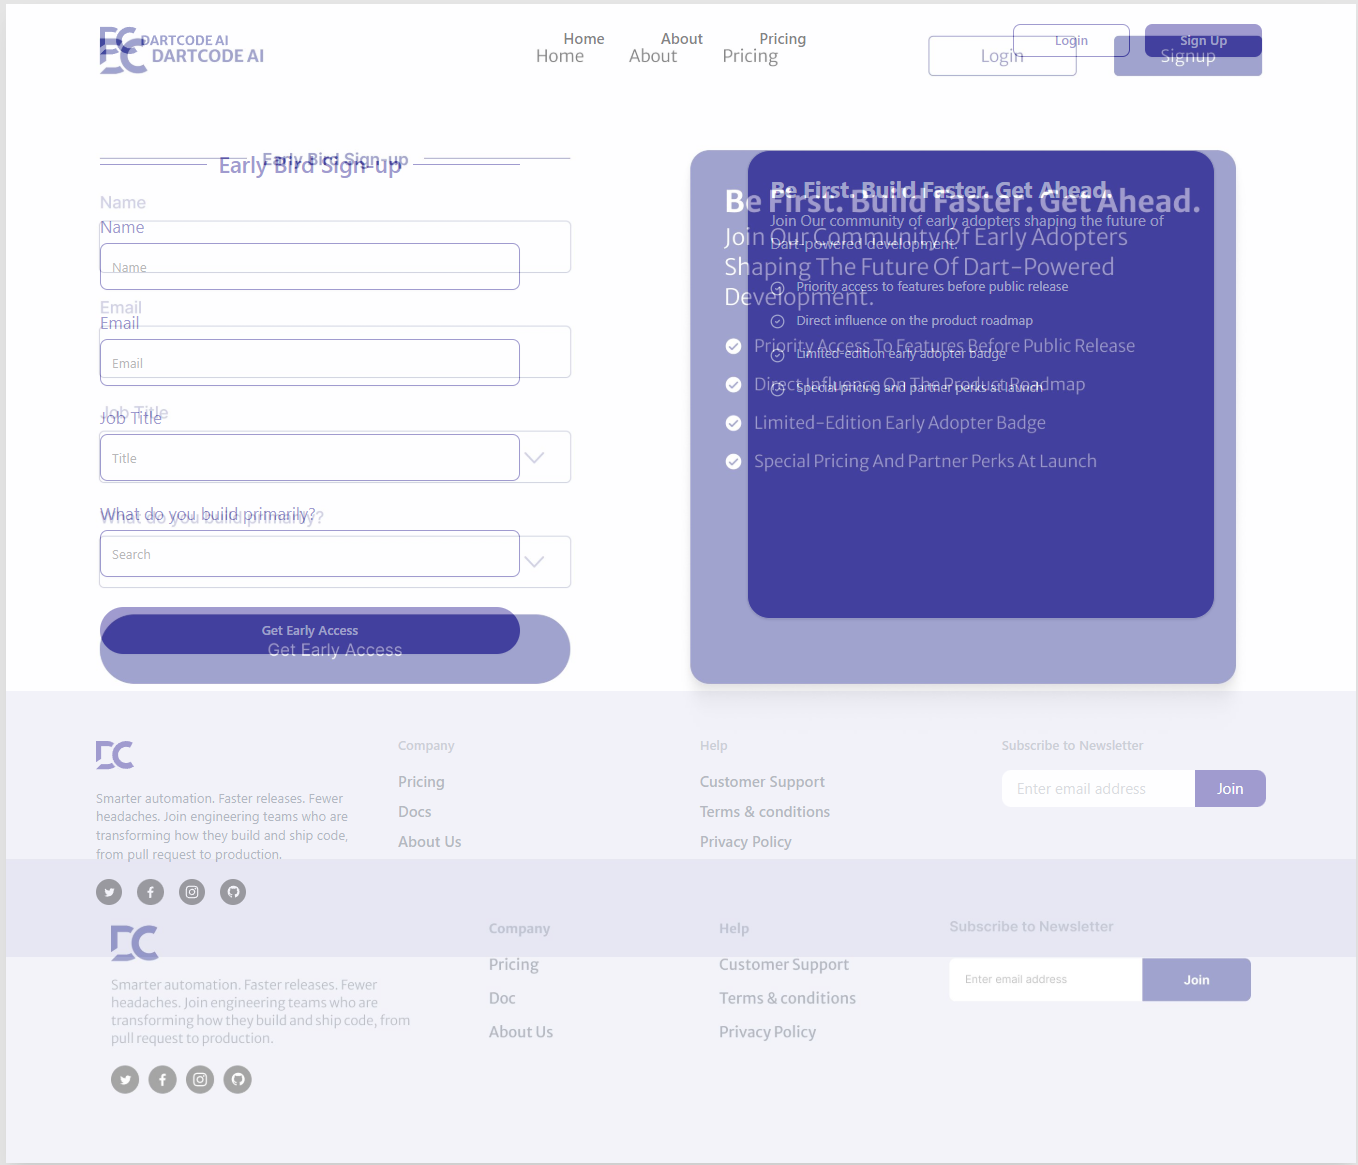 DARTCODE AI
DARTCODE AI
Home
About
Pricing
Home
About
Pricing
Login
Sign Up
Login
Signup
Early Bird Sign-up
Early Bird Sign-up
Name
Name
Name
Email
Email
Email
Job Title
Job Title
Title
What do you build primarily?
What do you build primarily?
Search
Get Early Access
Get Early Access
Be First. Build Faster. Get Ahead.
Be First. Build Faster. Get Ahead.
Join Our community of early adopters shaping the future of
Dart-powered development.
Join Our Community Of Early Adopters
Shaping The Future Of Dart-Powered
Development.
Priority access to features before public release
Direct influence on the product roadmap
Limited-edition early adopter badge
Special pricing and partner perks at launch
Priority Access To Features Before Public Release
Direct Influence On The Product Roadmap
Limited-Edition Early Adopter Badge
Special Pricing And Partner Perks At Launch
Smarter automation. Faster releases. Fewer
headaches. Join engineering teams who are
transforming how they build and ship code,
from pull request to production.
Company
Pricing
Docs
About Us
Help
Customer Support
Terms & conditions
Privacy Policy
Subscribe to Newsletter
Enter email address
Join
Smarter automation. Faster releases. Fewer
headaches. Join engineering teams who are
transforming how they build and ship code, from
pull request to production.
Company
Pricing
Doc
About Us
Help
Customer Support
Terms & conditions
Privacy Policy
Subscribe to Newsletter
Enter email address
Join